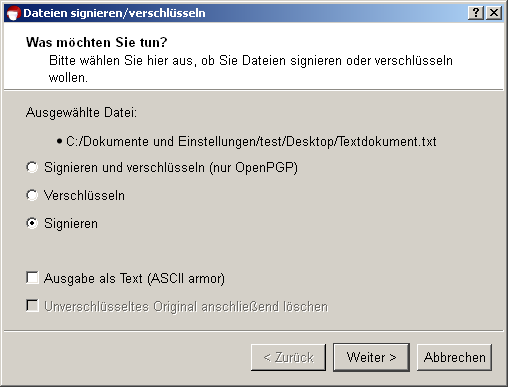 Dateien signieren/verschlüsseln
Was möchten Sie tun?
Bitte wählen Sie hier aus, ob Sie Dateien signieren oder verschlüsseln
wollen.
Ausgewählte Datei:
• C:/Dokumente und Einstellungen/test/Desktop/Textdokument.txt
Signieren und verschlüsseln (nur OpenPGP)
Verschlüsseln
Signieren
Ausgabe als Text (ASCII armor)
Unverschlüsseltes Original anschließend löschen
< Zurück Weiter > Abbrechen